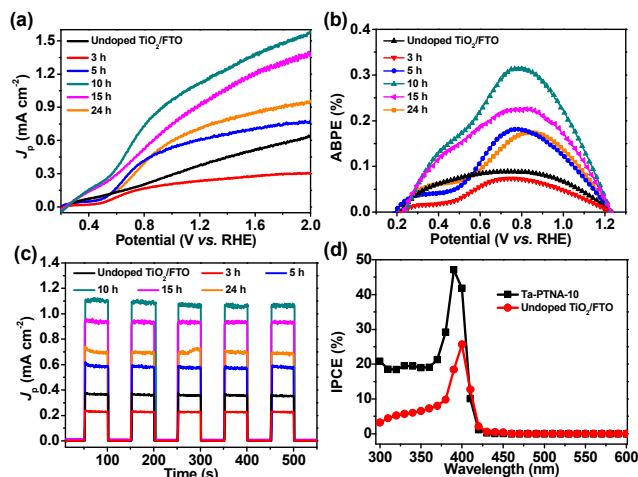 (a)
Undoped TiO2/FTO
3 h
5 h
10 h
15 h
24 h
Jp (mA cm-2)
1.5
1.2
0.9
0.6
0.3
0.0
0.4 0.8 1.2 1.6 2.0
Potential (V vs. RHE)
(b)
Undoped TiO2/FTO
3 h
5 h
10 h
15 h
24 h
ABPE (%)
0.4
0.3
0.2
0.1
0.0
0.0 0.2 0.4 0.6 0.8 1.0 1.2
Potential (V vs. RHE)
(c)
Undoped TiO2/FTO 3 h 5 h
10 h 15 h 24 h
Jp (mA cm-2)
1.4
1.2
1.0
0.8
0.6
0.4
0.2
0.0
100 200 300 400 500
Time (s)
(d)
Ta-PTNA-10
Undoped TiO2/FTO
IPCE (%)
50
40
30
20
10
0
300 350 400 450 500 550 600
Wavelength (nm)